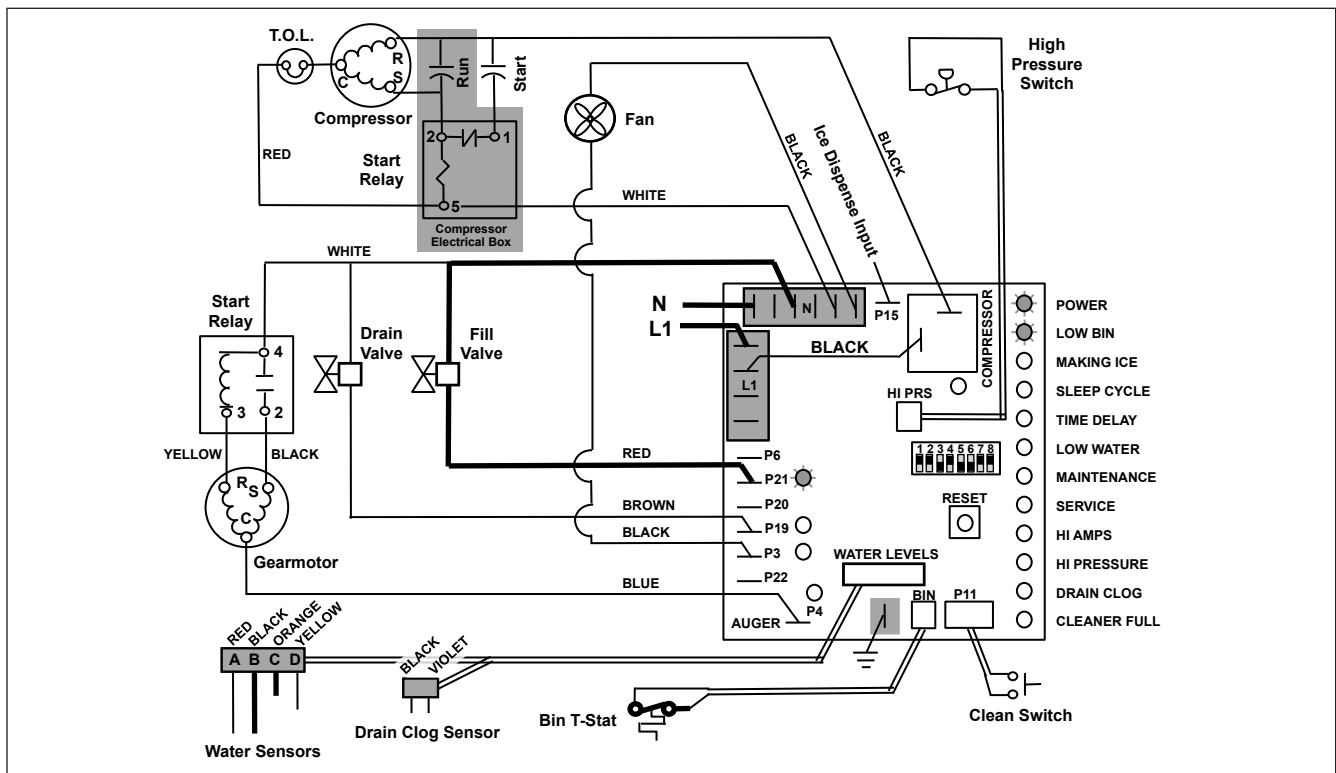 T.O.L.
R
S
C
Compressor
Run
Start
2
1
5
Start
Relay
Compressor
Electrical Box
RED
WHITE
Fan
BLACK
Ice Dispense Input
BLACK
High
Pressure
Switch
WHITE
Start
Relay
4
3
2
YELLOW
BLACK
R
S
C
Gearmotor
Drain
Valve
Fill
Valve
N
L1
N
L1
BLACK
P15
COMPRESSOR
HI PRS
1 2 3 4 5 6 7 8
RESET
RED
BROWN
BLACK
BLUE
P6
P21
P20
P19
P3
P22
P4
AUGER
WATER LEVELS
BIN
P11
POWER
LOW BIN
MAKING ICE
SLEEP CYCLE
TIME DELAY
LOW WATER
MAINTENANCE
SERVICE
HI AMPS
HI PRESSURE
DRAIN CLOG
CLEANER FULL
RED
BLACK
ORANGE
YELLOW
A B C D
Water Sensors
BLACK
VIOLET
Drain Clog Sensor
Bin T-Stat
Clean Switch